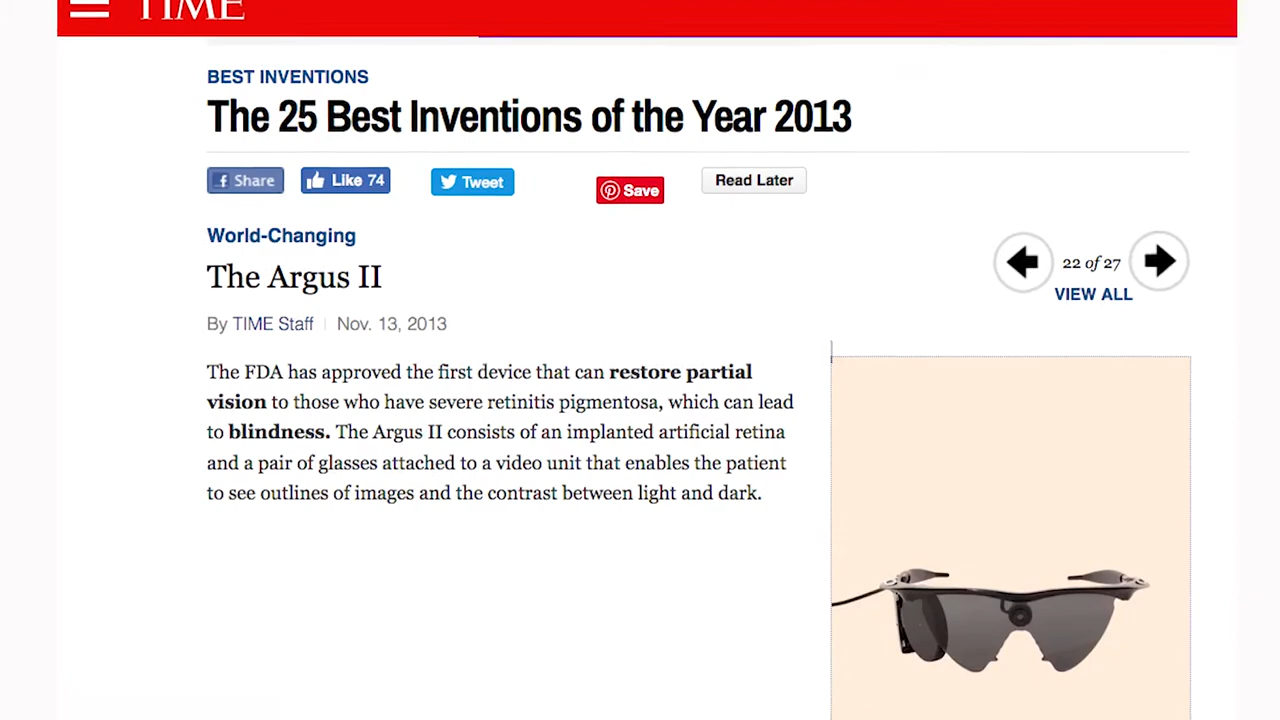 TIME
BEST INVENTIONS
The 25 Best Inventions of the Year 2013
Share
Like 74
Tweet
Save
Read Later
World-Changing
The Argus II
22 of 27
VIEW ALL
By TIME Staff | Nov. 13, 2013
The FDA has approved the first device that can restore partial
vision to those who have severe retinitis pigmentosa, which can lead
to blindness. The Argus II consists of an implanted artificial retina
and a pair of glasses attached to a video unit that enables the patient
to see outlines of images and the contrast between light and dark.